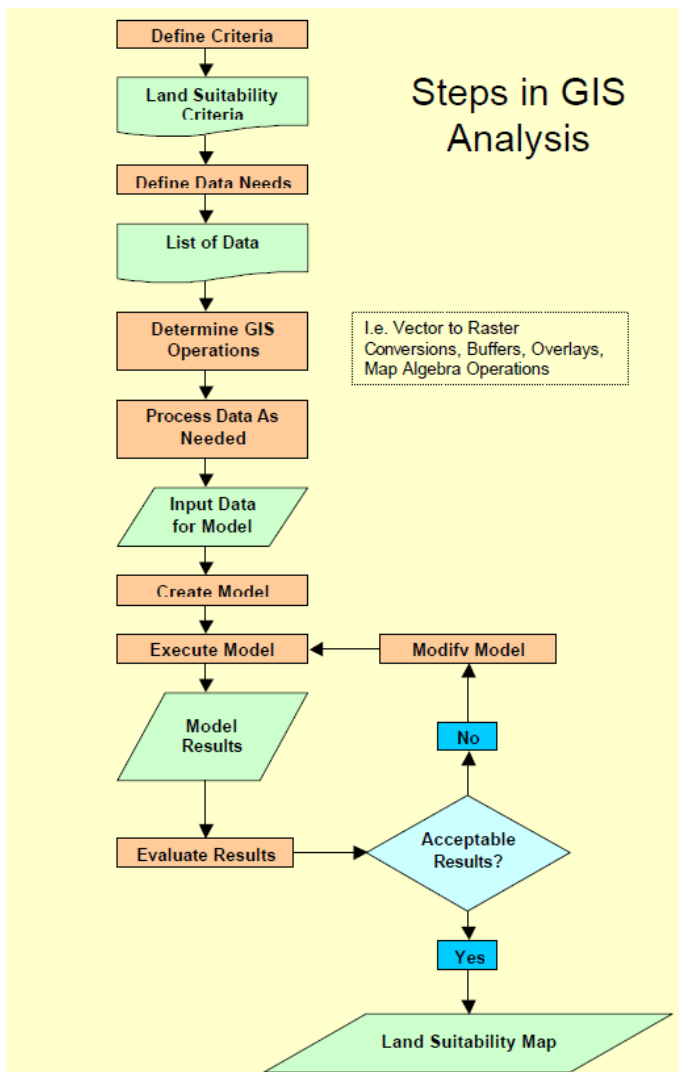 Define Criteria
Steps in GIS
Analysis
Land Suitability
Criteria
Define Data Needs
List of Data
Determine GIS
Operations
I.e. Vector to Raster
Conversions, Buffers, Overlays,
Map Algebra Operations
Process Data As
Needed
Input Data
for Model
Create Model
Execute Model
Modify Model
Model
Results
No
Evaluate Results
Acceptable
Results?
Yes
Land Suitability Map